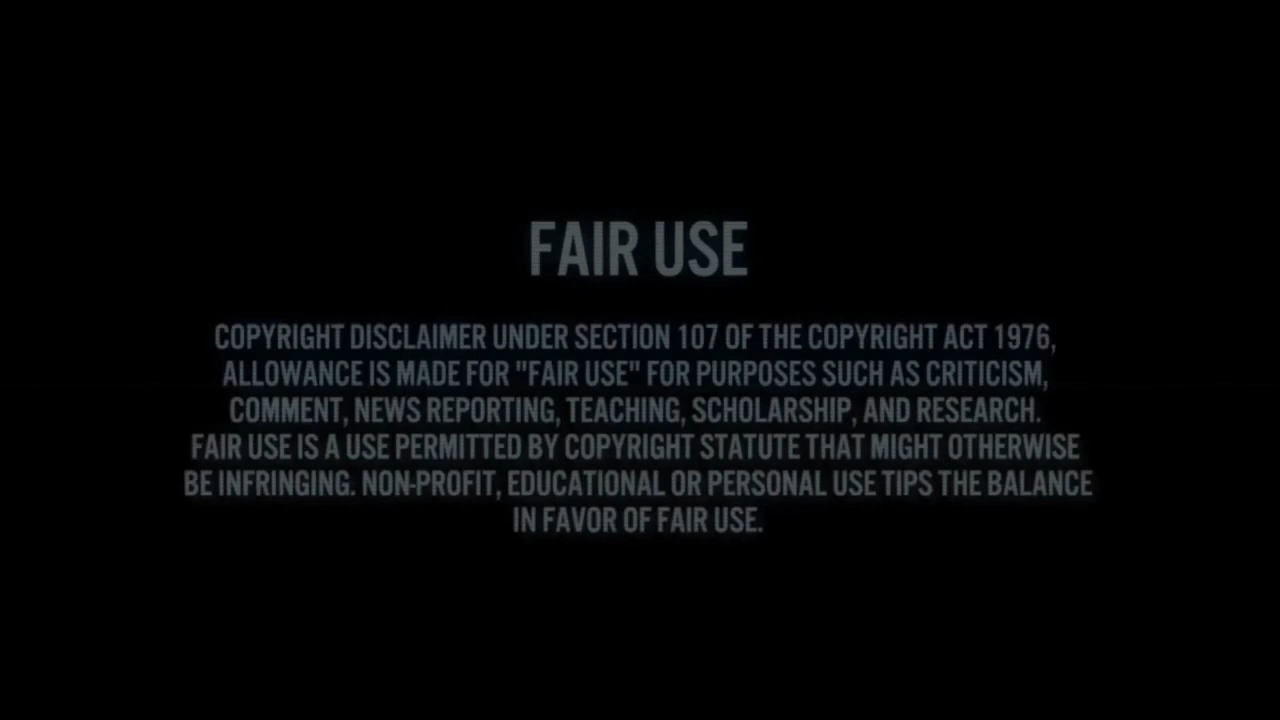 FAIR USE
COPYRIGHT DISCLAIMER UNDER SECTION 107 OF THE COPYRIGHT ACT 1976,
ALLOWANCE IS MADE FOR "FAIR USE" FOR PURPOSES SUCH AS CRITICISM,
COMMENT, NEWS REPORTING, TEACHING, SCHOLARSHIP, AND RESEARCH.
FAIR USE IS A USE PERMITTED BY COPYRIGHT STATUTE THAT MIGHT OTHERWISE
BE INFRINGING. NON-PROFIT, EDUCATIONAL OR PERSONAL USE TIPS THE BALANCE
IN FAVOR OF FAIR USE.